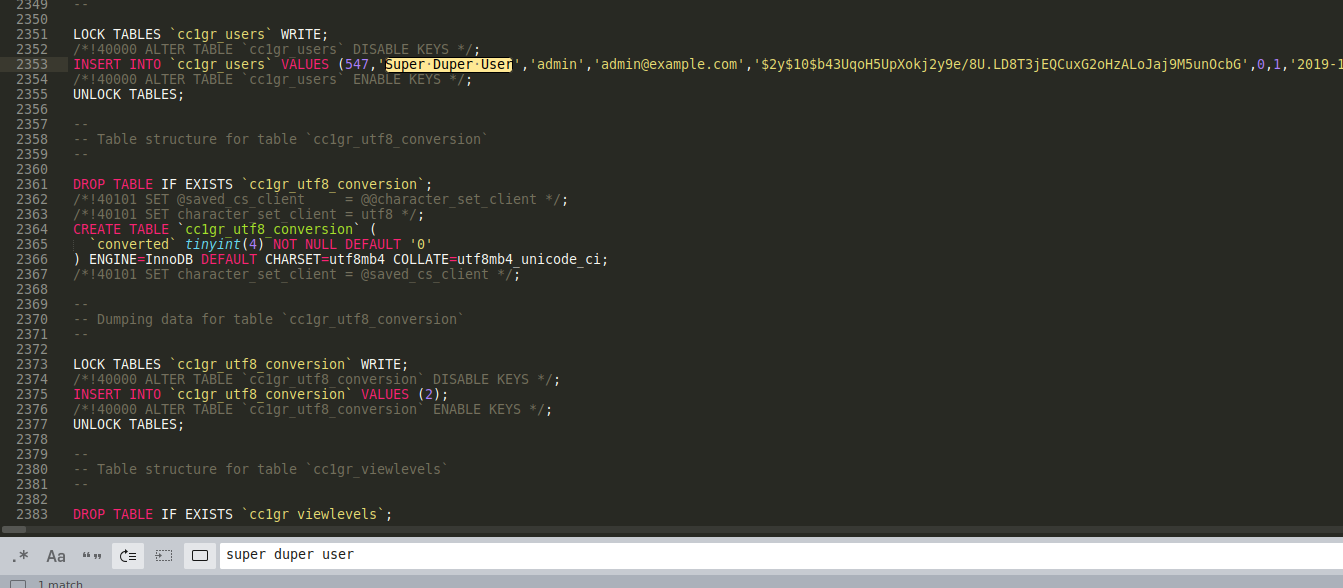 2349 --
2350
2351 LOCK TABLES `cc1gr_users` WRITE;
2352 /*!40000 ALTER TABLE `cc1gr_users` DISABLE KEYS */;
2353 INSERT INTO `cc1gr_users` VALUES (547,'Super·Duper·User','admin','admin@example.com','$2y$10$b43UqoH5UpXokj2y9e/8U.LD8T3jEQCuxG2oHzALoJaj9M5unOcbG',0,1,'2019-1
2354 /*!40000 ALTER TABLE `cc1gr_users` ENABLE KEYS */;
2355 UNLOCK TABLES;
2356
2357 --
2358 -- Table structure for table `cc1gr_utf8_conversion`
2359 --
2360
2361 DROP TABLE IF EXISTS `cc1gr_utf8_conversion`;
2362 /*!40101 SET @saved_cs_client     = @@character_set_client */;
2363 /*!40101 SET character_set_client = utf8 */;
2364 CREATE TABLE `cc1gr_utf8_conversion` (
2365   `converted` tinyint(4) NOT NULL DEFAULT '0'
2366 ) ENGINE=InnoDB DEFAULT CHARSET=utf8mb4 COLLATE=utf8mb4_unicode_ci;
2367 /*!40101 SET character_set_client = @saved_cs_client */;
2368
2369 --
2370 -- Dumping data for table `cc1gr_utf8_conversion`
2371 --
2372
2373 LOCK TABLES `cc1gr_utf8_conversion` WRITE;
2374 /*!40000 ALTER TABLE `cc1gr_utf8_conversion` DISABLE KEYS */;
2375 INSERT INTO `cc1gr_utf8_conversion` VALUES (2);
2376 /*!40000 ALTER TABLE `cc1gr_utf8_conversion` ENABLE KEYS */;
2377 UNLOCK TABLES;
2378
2379 --
2380 -- Table structure for table `cc1gr_viewlevels`
2381 --
2382
2383 DROP TABLE IF EXISTS `cc1gr_viewlevels`;
.* Aa “ ” super duper user
1 match